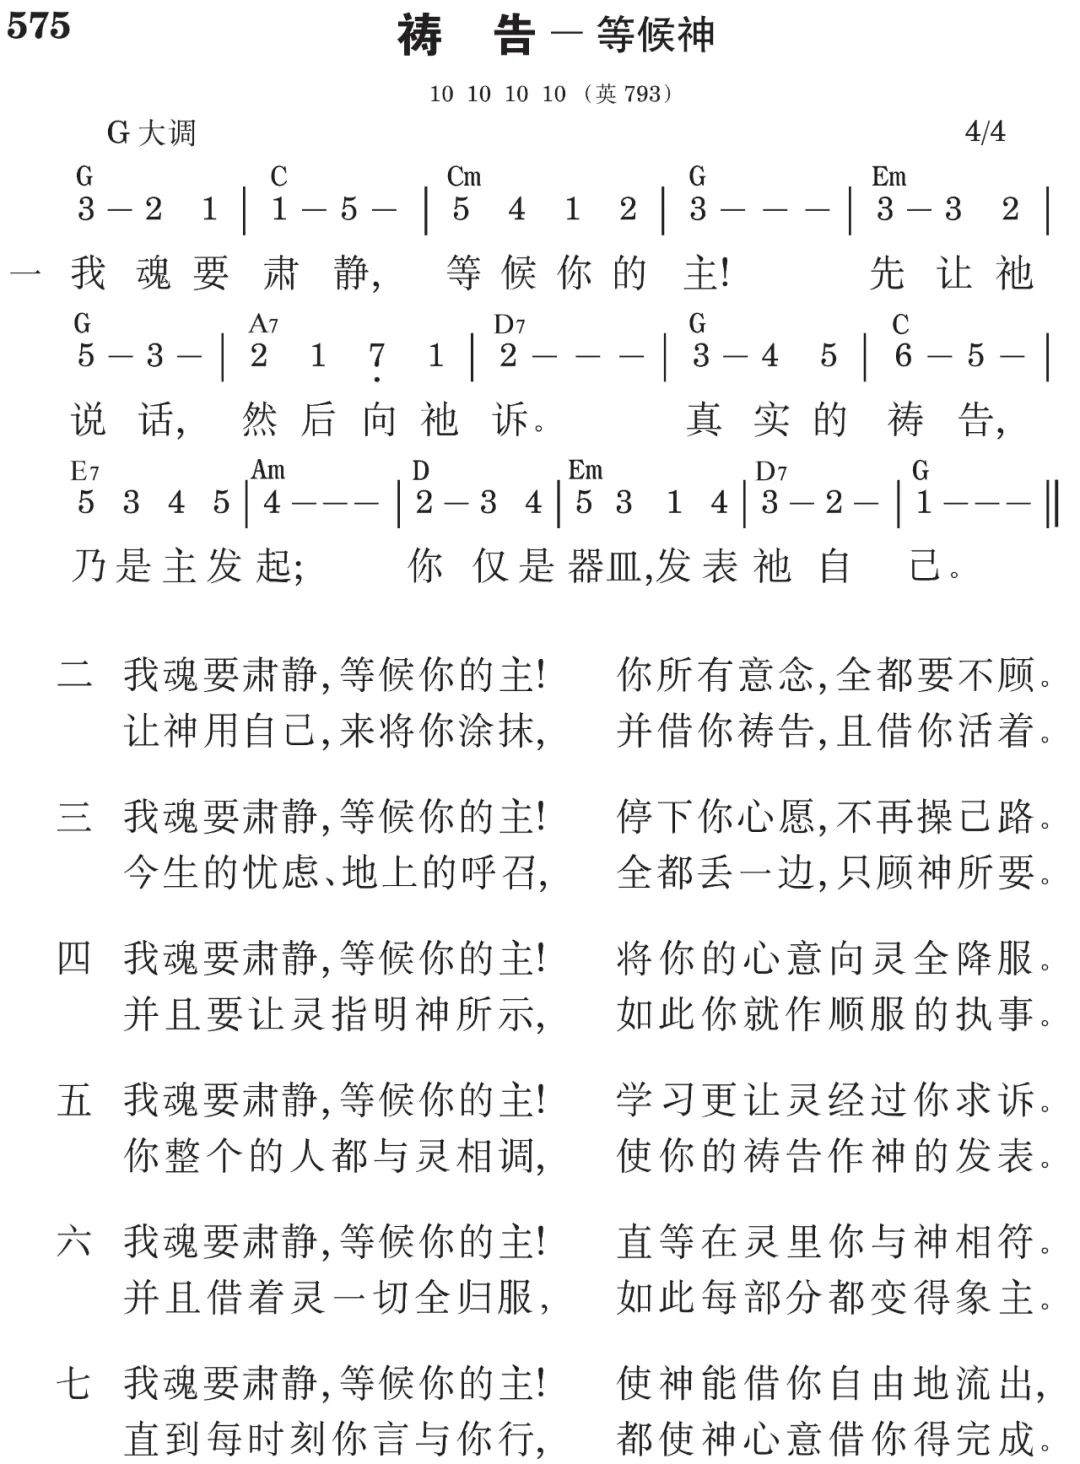 575
祷 告 — 等候神
10 10 10 10（英 793）
G 大调 4/4
G C Cm G Em
3 – 2 1 | 1 – 5 – | 5 4 1 2 | 3 – – – | 3 – 3 2 |
一 我 魂 要 肃 静, 等 候 你 的 主! 先 让 祂
G A7 D7 G C
5 – 3 – | 2 1 7̣ 1 | 2 – – – | 3 – 4 5 | 6 – 5 – |
说 话, 然 后 向 祂 诉。 真 实 的 祷 告,
E7 Am D Em D7 G
5 3 4 5 | 4 – – – | 2 – 3 4 | 5 3 1 4 | 3 – 2 – | 1 – – – ‖
乃 是 主 发 起; 你 仅 是 器 皿, 发 表 祂 自 己。
二 我魂要肃静,等候你的主! 你所有意念,全都要不顾。
让神用自己,来将你涂抹, 并借你祷告,且借你活着。
三 我魂要肃静,等候你的主! 停下你心愿,不再操己路。
今生的忧虑、地上的呼召, 全都丢一边,只顾神所要。
四 我魂要肃静,等候你的主! 将你的心意向灵全降服。
并且要让灵指明神所示, 如此你就作顺服的执事。
五 我魂要肃静,等候你的主! 学习更让灵经过你求诉。
你整个的人都与灵相调, 使你的祷告作神的发表。
六 我魂要肃静,等候你的主! 直等在灵里你与神相符。
并且借着灵一切全归服, 如此每部分都变得象主。
七 我魂要肃静,等候你的主! 使神能借你自由地流出,
直到每时刻你言与你行, 都使神心意借你得完成。